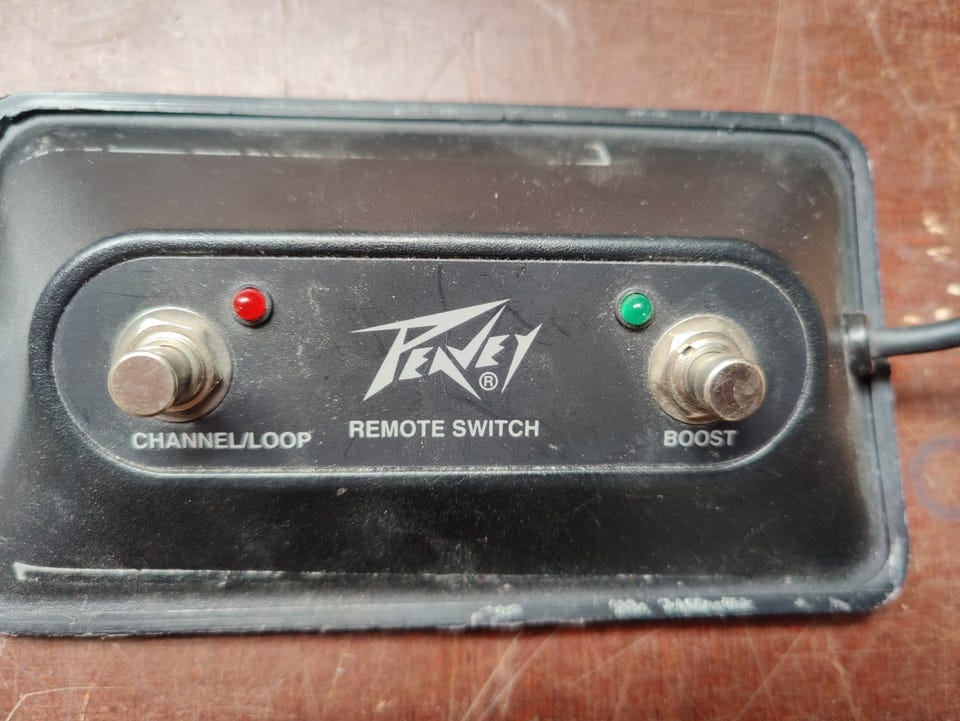 PEAVEY®
REMOTE SWITCH
CHANNEL/LOOP
BOOST